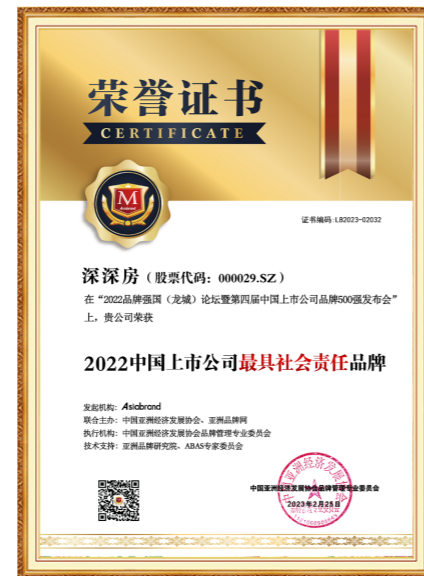 荣誉证书
CERTIFICATE
M
Asiabrand
证书编码：LB2023-02032
深深房（股票代码：000029.SZ）
在“2022品牌强国（龙城）论坛暨第四届中国上市公司品牌500强发布会”
上，贵公司荣获
2022中国上市公司最具社会责任品牌
发起机构：Asiabrand
联合主办：中国亚洲经济发展协会、亚洲品牌网
执行机构：中国亚洲经济发展协会品牌管理专业委员会
技术支持：亚洲品牌研究院、ABAS专家委员会
中国亚洲经济发展协会品牌管理专业委员会
2023年2月25日